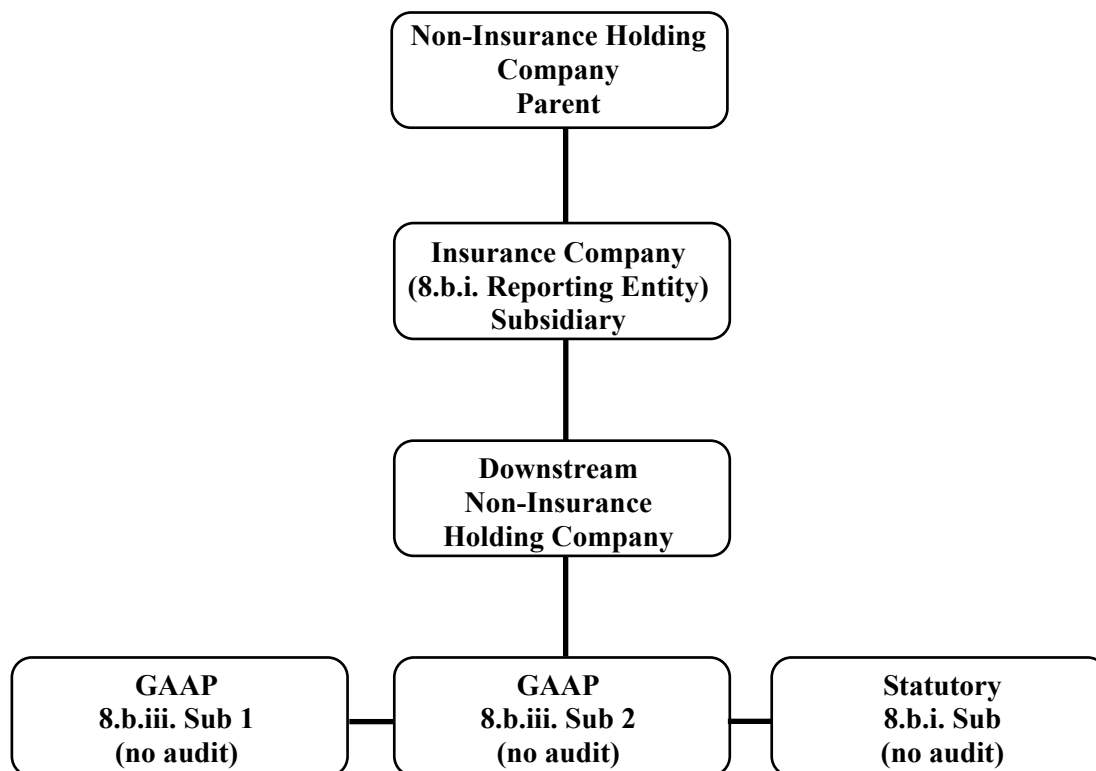 Non-Insurance Holding
Company
Parent
Insurance Company
(8.b.i. Reporting Entity)
Subsidiary
Downstream
Non-Insurance
Holding Company
GAAP
8.b.iii. Sub 1
(no audit)
GAAP
8.b.iii. Sub 2
(no audit)
Statutory
8.b.i. Sub
(no audit)